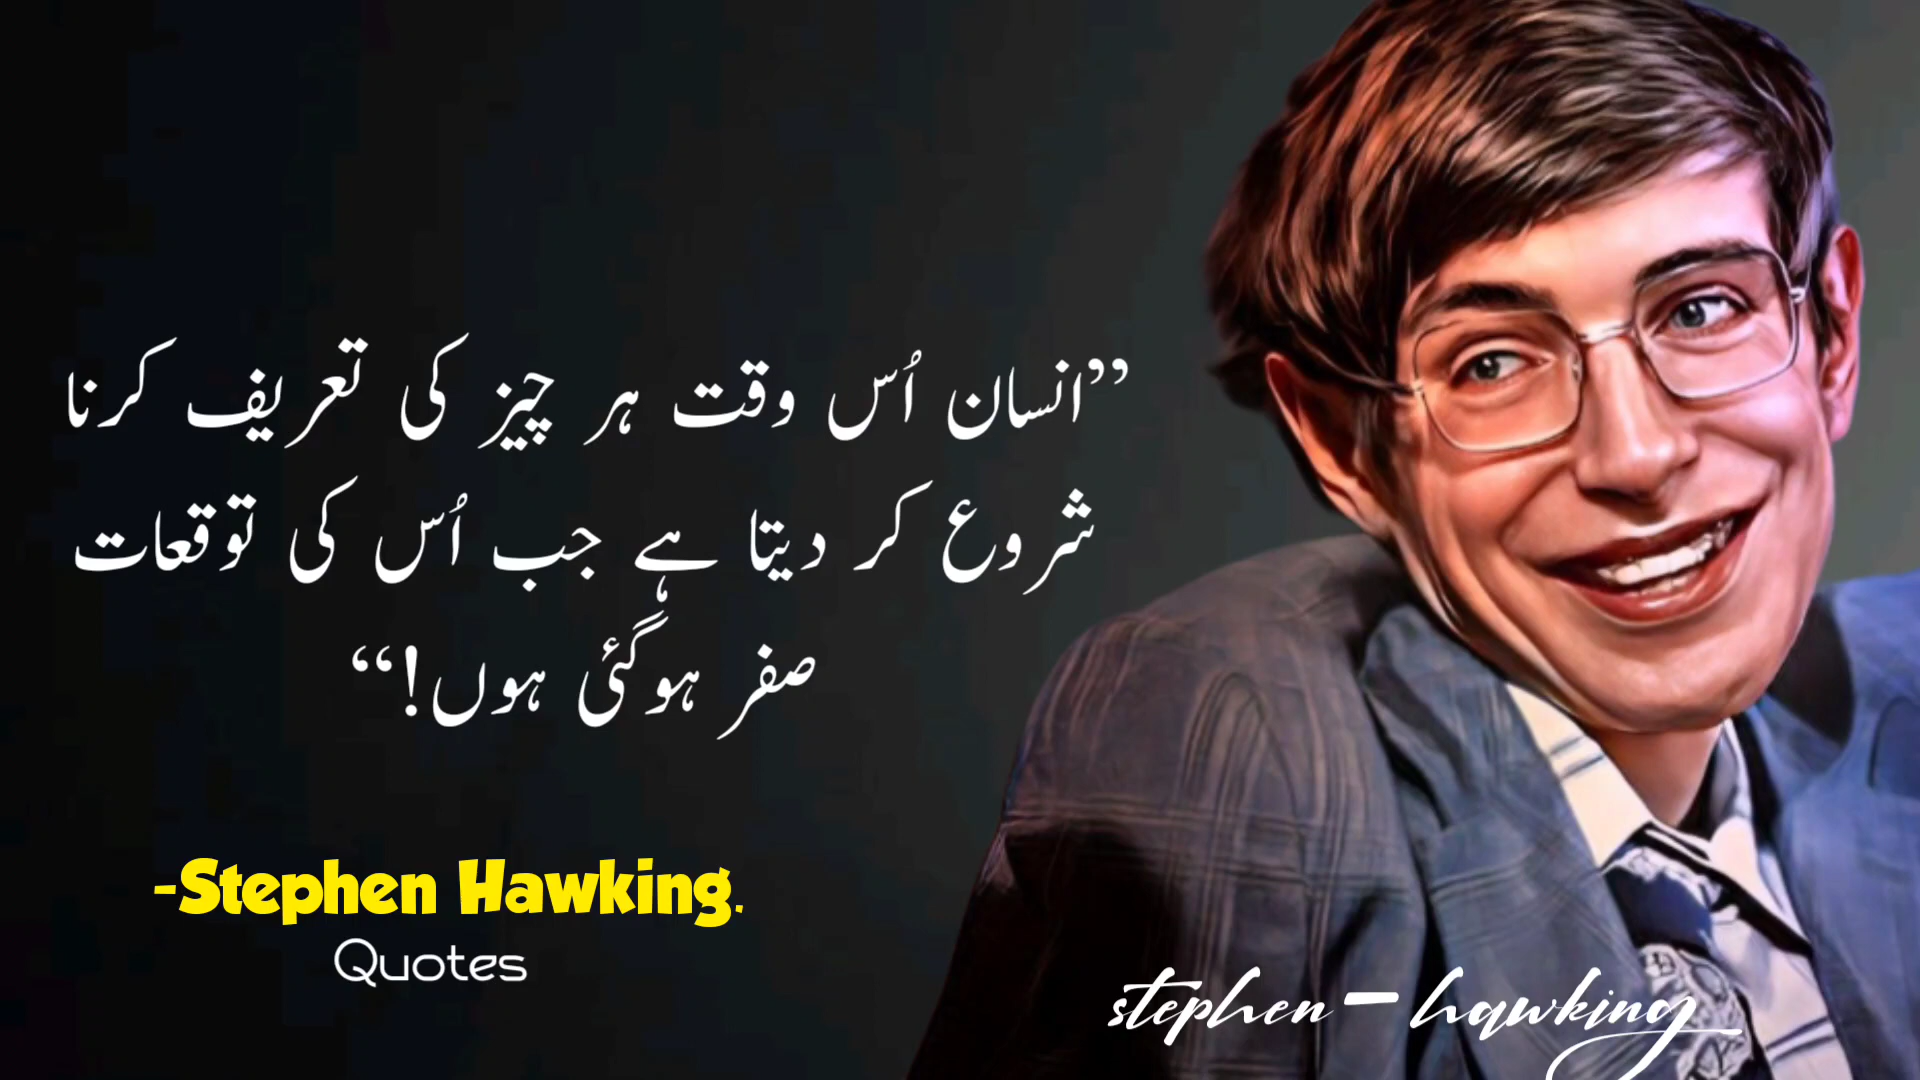 ”انسان اُس وقت ہر چیز کی تعریف کرنا
شروع کر دیتا ہے جب اُس کی توقعات
صفر ہوگئی ہوں!“
-Stephen Hawking.
Quotes
stephen-hawking